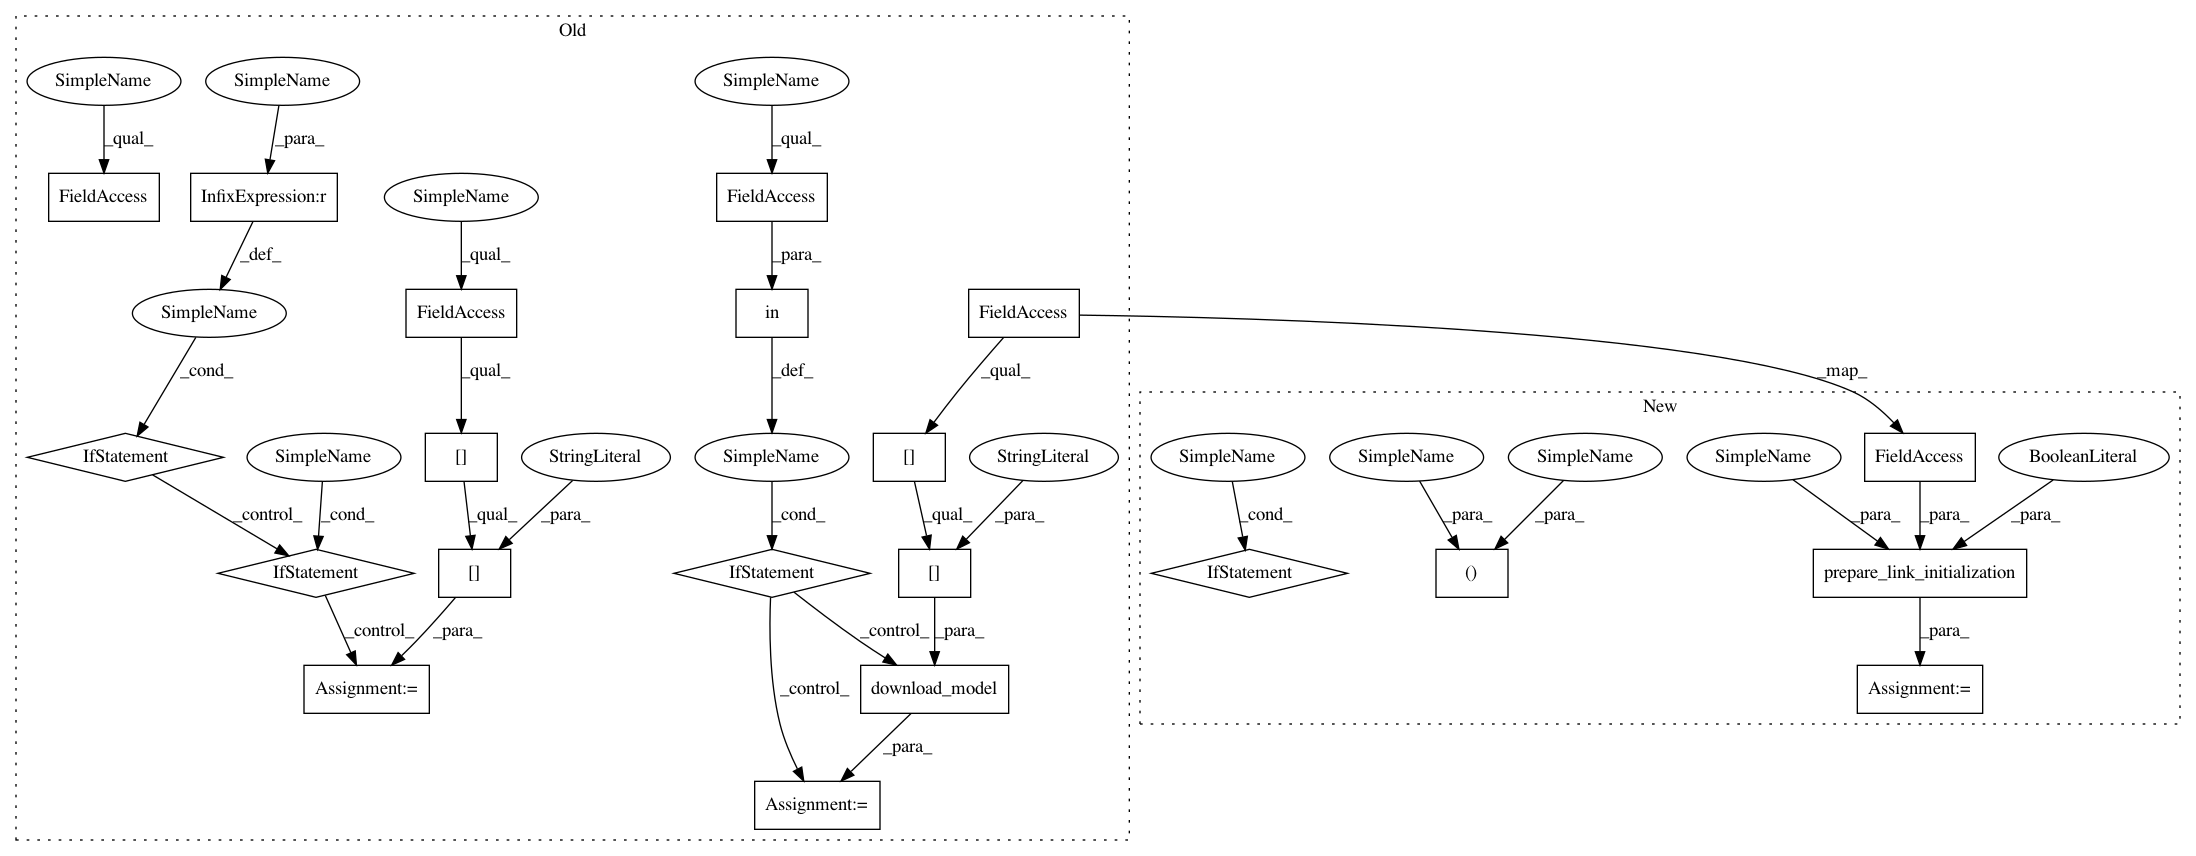 Old
SimpleName
SimpleName
SimpleName
_qual_
_para_
_qual_
FieldAccess
InfixExpression:r
SimpleName
FieldAccess
_def_
_qual_
_para_
SimpleName
FieldAccess
in
FieldAccess
_cond_
_qual_
_def_
_qual_
_map_
New
IfStatement
SimpleName
[]
StringLiteral
SimpleName
[]
StringLiteral
SimpleName
SimpleName
SimpleName
SimpleName
FieldAccess
BooleanLiteral
_control_
_cond_
_qual_
_para_
_cond_
_qual_
_para_
_cond_
_para_
_para_
_para_
_para_
_para_
IfStatement
[]
IfStatement
[]
IfStatement
()
prepare_link_initialization
_control_
_para_
_control_
_para_
_para_
Assignment:=
_control_
download_model
Assignment:=
_para_
Assignment:=